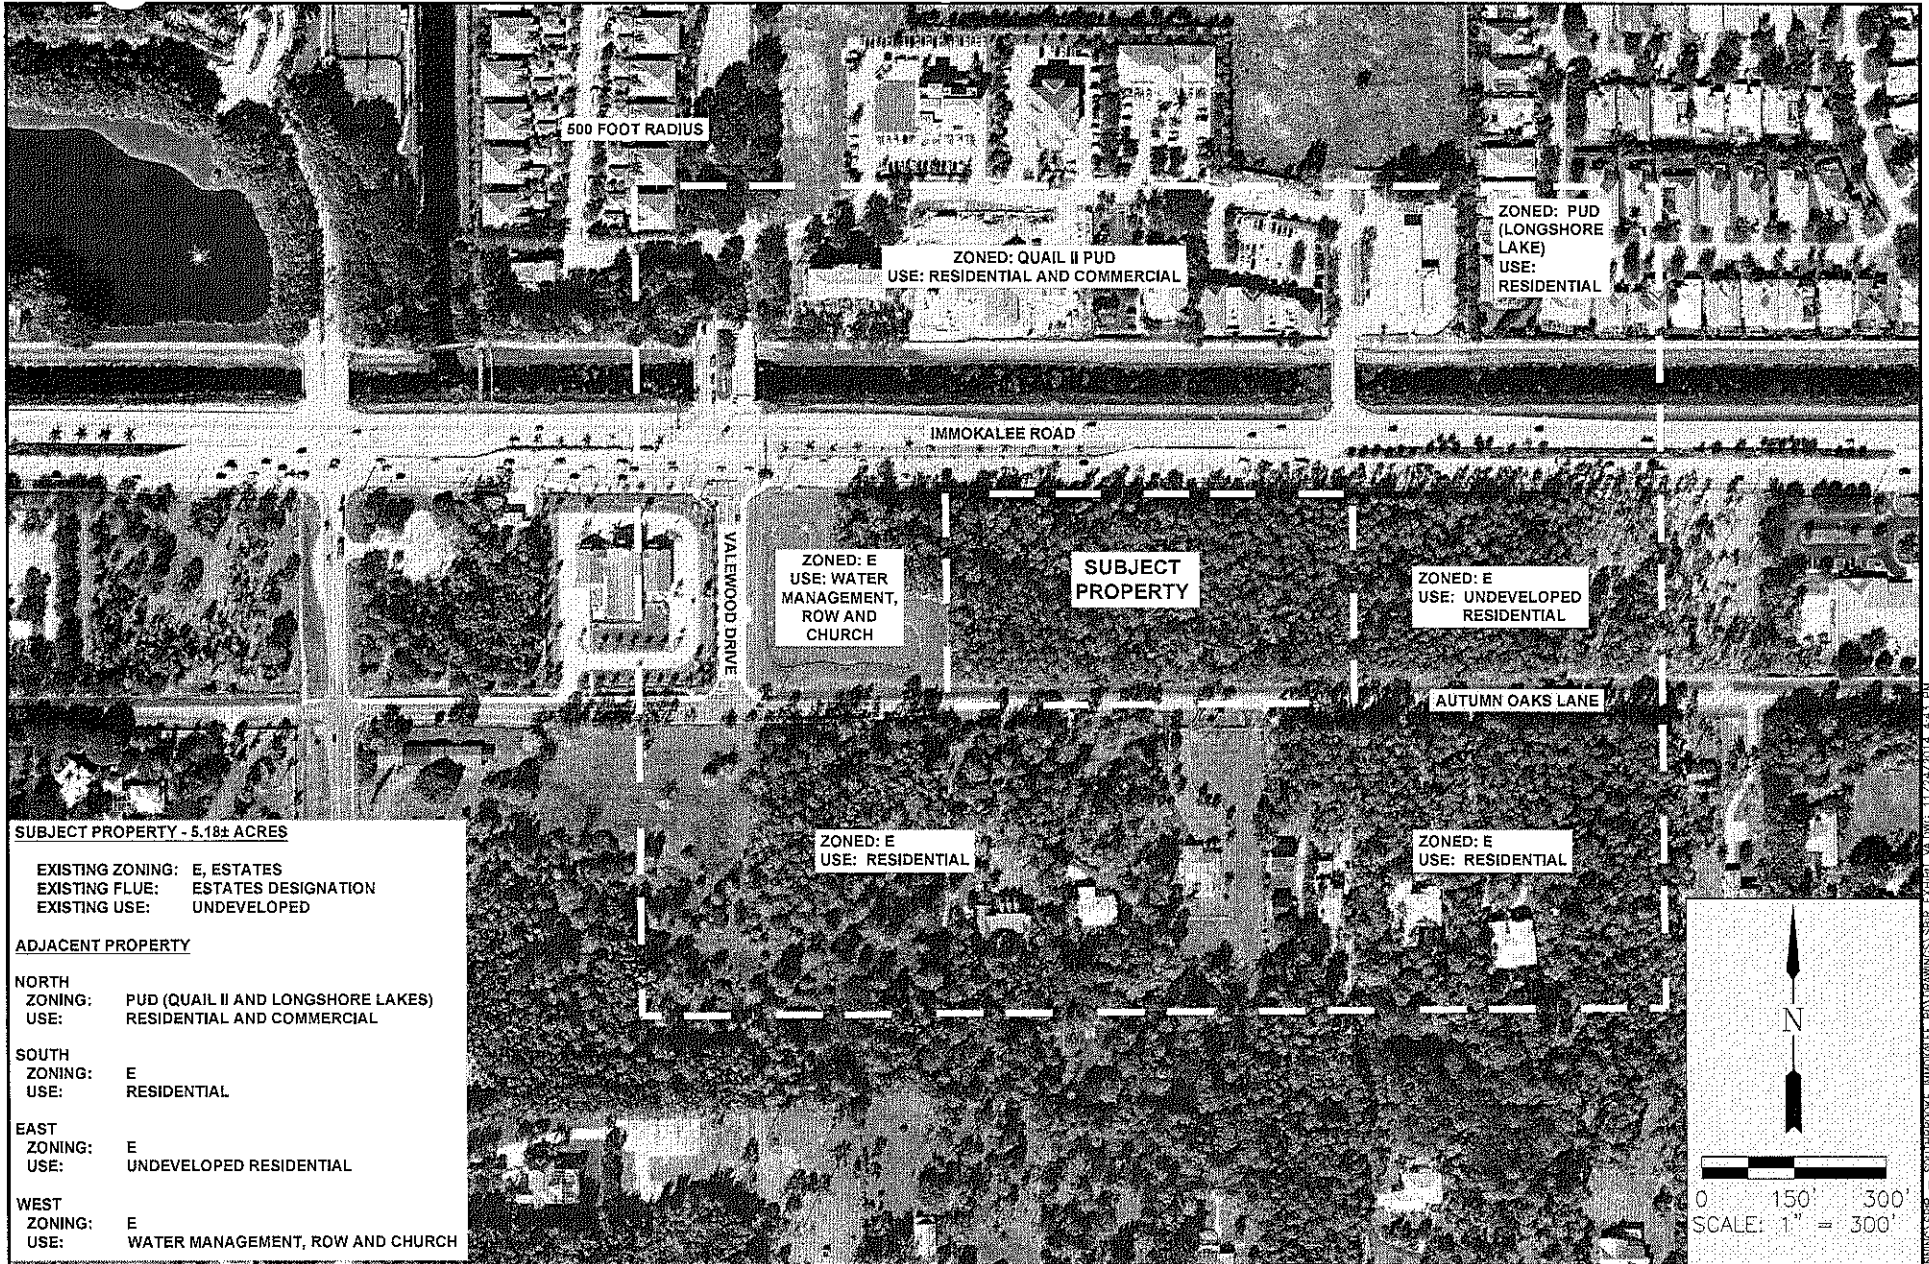 500 FOOT RADIUS
ZONED: PUD
(LONGSHORE
LAKE)
USE:
RESIDENTIAL
ZONED: QUAIL II PUD
USE: RESIDENTIAL AND COMMERCIAL
IMMOKALEE ROAD
VALEWOOD DRIVE
ZONED: E
USE: WATER
MANAGEMENT,
ROW AND
CHURCH
SUBJECT
PROPERTY
ZONED: E
USE: UNDEVELOPED
RESIDENTIAL
AUTUMN OAKS LANE
ZONED: E
USE: RESIDENTIAL
ZONED: E
USE: RESIDENTIAL
SUBJECT PROPERTY - 5.18± ACRES
EXISTING ZONING: E, ESTATES
EXISTING FLUE: ESTATES DESIGNATION
EXISTING USE: UNDEVELOPED
ADJACENT PROPERTY
NORTH
ZONING: PUD (QUAIL II AND LONGSHORE LAKES)
USE: RESIDENTIAL AND COMMERCIAL
SOUTH
ZONING: E
USE: RESIDENTIAL
EAST
ZONING: E
USE: UNDEVELOPED RESIDENTIAL
WEST
ZONING: E
USE: WATER MANAGEMENT, ROW AND CHURCH
N
0 150' 300'
SCALE: 1" = 300'